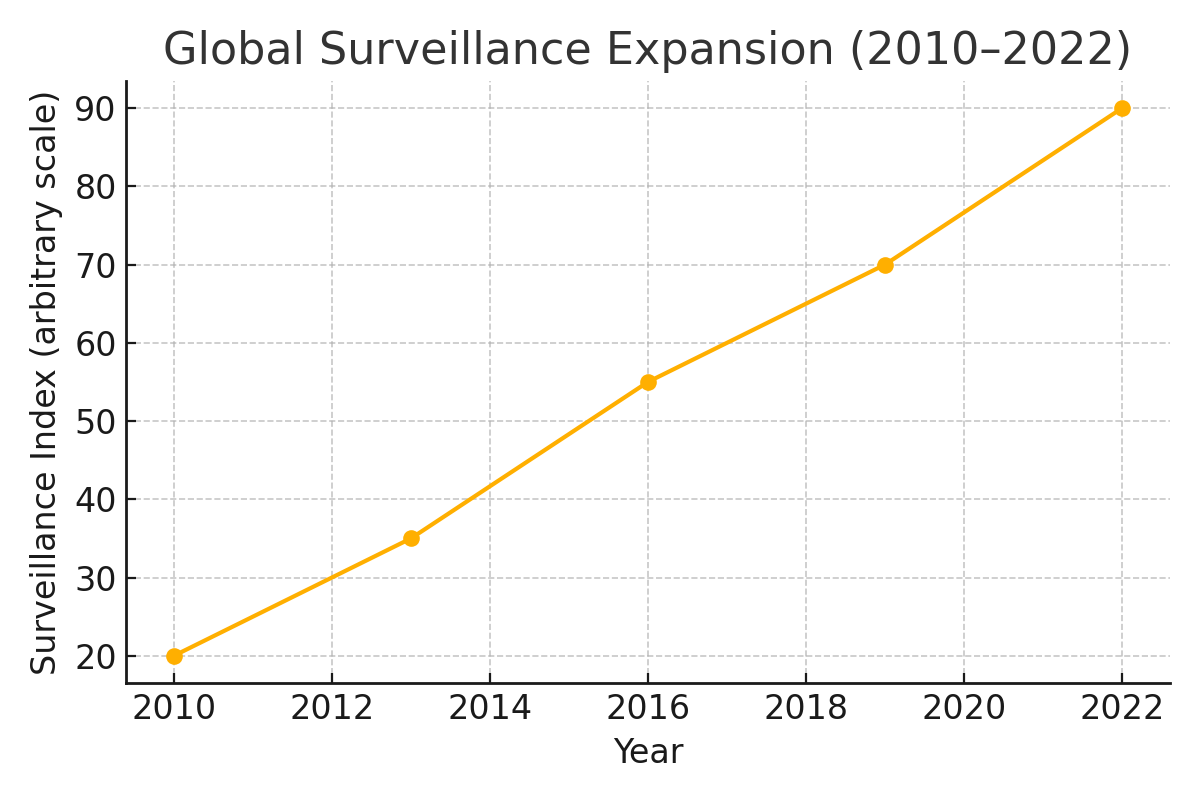 Global Surveillance Expansion (2010–2022)
Surveillance Index (arbitrary scale)
90
80
70
60
50
40
30
20
2010 2012 2014 2016 2018 2020 2022
Year